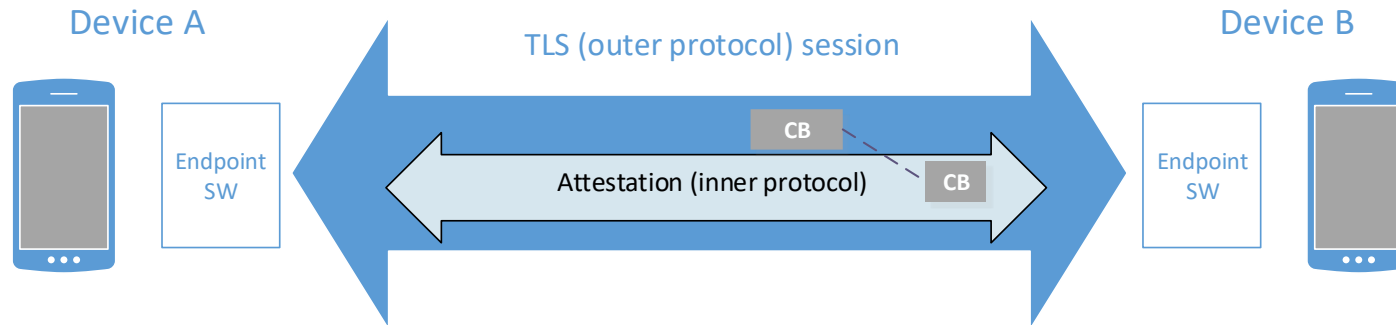 Device A
TLS (outer protocol) session
Device B
Endpoint
SW
CB
Attestation (inner protocol)
CB
Endpoint
SW